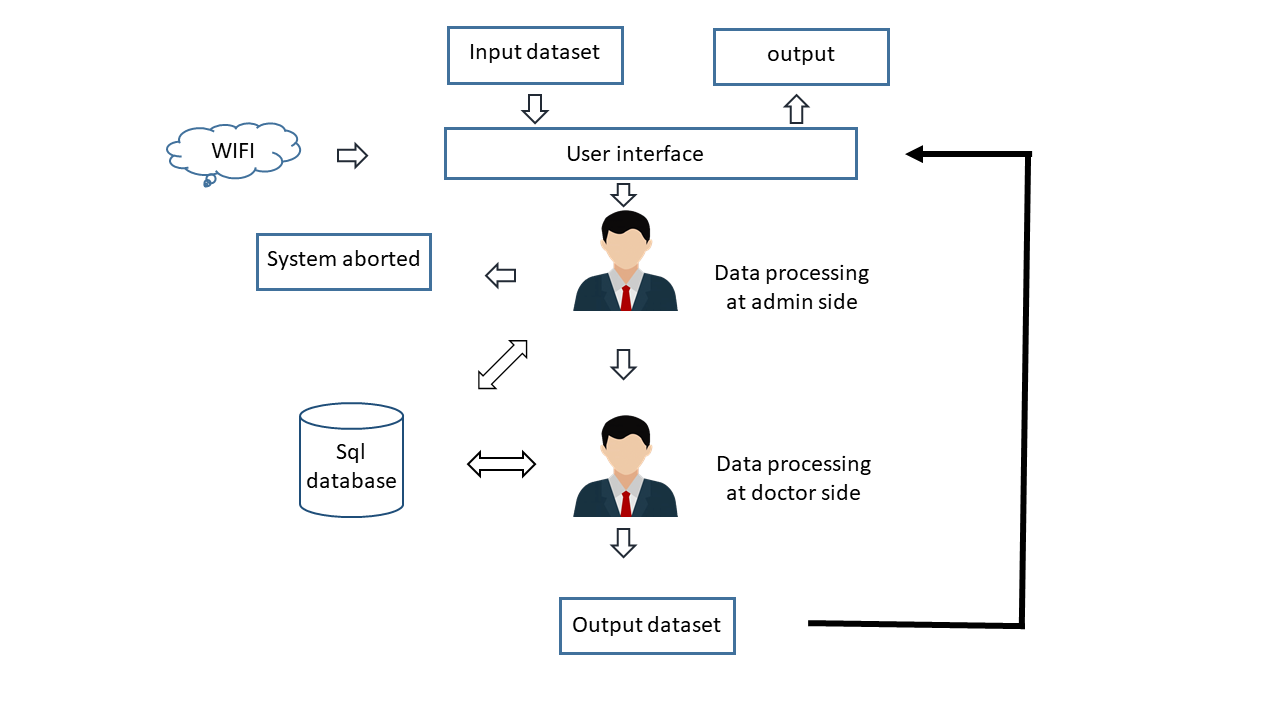 Input dataset
output
WIFI
User interface
System aborted
Data processing
at admin side
Sql
database
Data processing
at doctor side
Output dataset